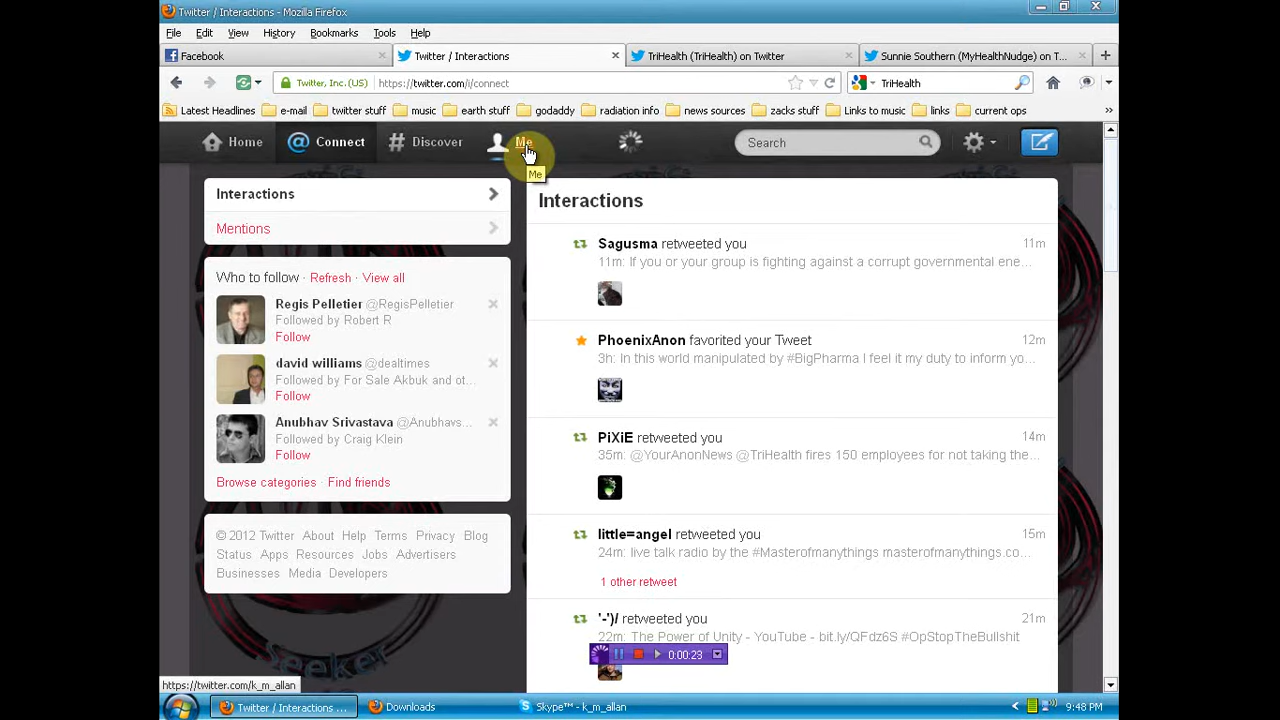 Twitter / Interactions - Mozilla Firefox
File Edit View History Bookmarks Tools Help
Facebook
Twitter / Interactions
TriHealth (TriHealth) on Twitter
Sunnie Southern (MyHealthNudge) on T...
Twitter, Inc. (US)
https://twitter.com/i/connect
TriHealth
Latest Headlines e-mail twitter stuff music earth stuff godaddy radiation info news sources zacks stuff Links to music links current ops
Home Connect Discover Me
Search
Me
Interactions
Mentions
Who to follow · Refresh · View all
Regis Pelletier @RegisPelletier
Followed by Robert R
Follow
david williams @dealtimes
Followed by For Sale Akbuk and ot...
Follow
Anubhav Srivastava @Anubhavs...
Followed by Craig Klein
Follow
Browse categories · Find friends
© 2012 Twitter About Help Terms Privacy Blog
Status Apps Resources Jobs Advertisers
Businesses Media Developers
Interactions
Sagusma retweeted you 11m
11m: If you or your group is fighting against a corrupt governmental ene...
PhoenixAnon favorited your Tweet 12m
3h: In this world manipulated by #BigPharma I feel it my duty to inform yo...
PiXiE retweeted you 14m
35m: @YourAnonNews @TriHealth fires 150 employees for not taking the...
little=angel retweeted you 15m
24m: live talk radio by the #Masterofmanythings masterofmanythings.co...
1 other retweet
'-')/ retweeted you 21m
22m: The Power of Unity - YouTube - bit.ly/QFdz6S #OpStopTheBullshit
0:00:23
Seeker
https://twitter.com/k_m_allan
Twitter / Interactions ...
Downloads
Skype™ - k_m_allan
9:48 PM